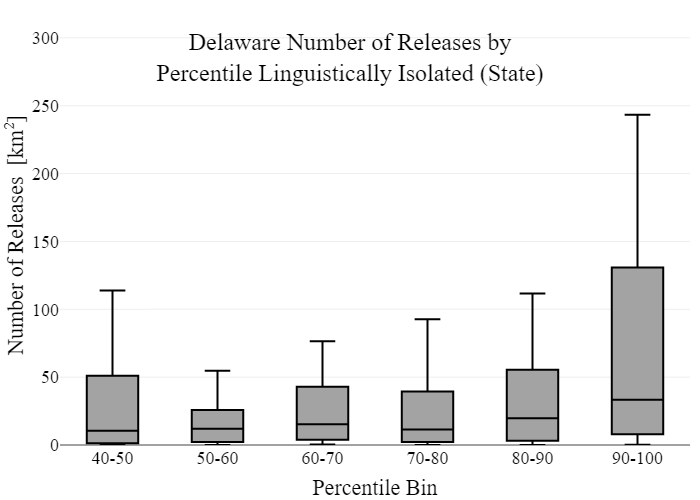 Delaware Number of Releases by
Percentile Linguistically Isolated (State)
Number of Releases [km²]
300
250
200
150
100
50
0
40-50 50-60 60-70 70-80 80-90 90-100
Percentile Bin